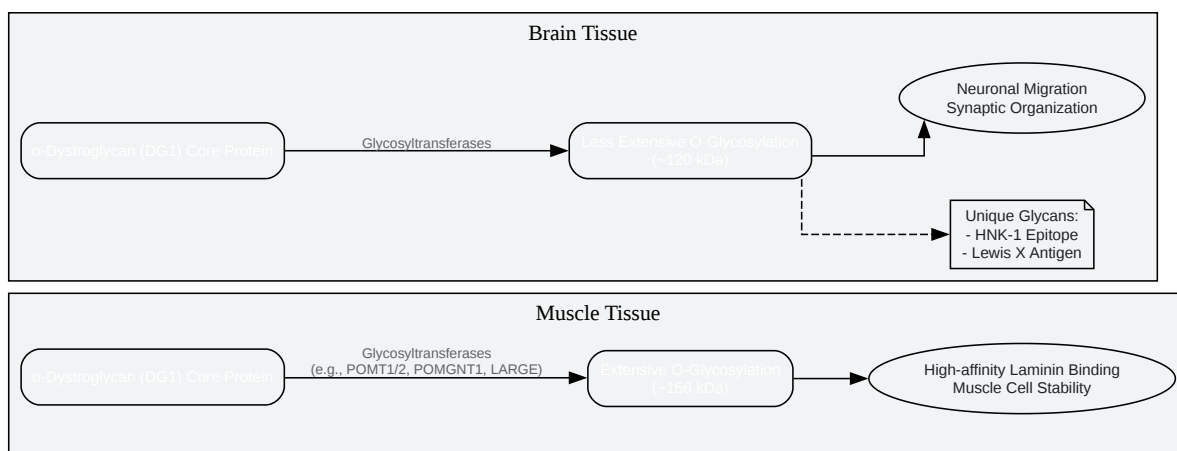 Brain Tissue
α-Dystroglycan (DG1) Core Protein
Glycosyltransferases
Less Extensive O-Glycosylation
(~120 kDa)
Neuronal Migration
Synaptic Organization
Unique Glycans:
- HNK-1 Epitope
- Lewis X Antigen
Muscle Tissue
α-Dystroglycan (DG1) Core Protein
Glycosyltransferases
(e.g., POMT1/2, POMGNT1, LARGE)
Extensive O-Glycosylation
(~156 kDa)
High-affinity Laminin Binding
Muscle Cell Stability